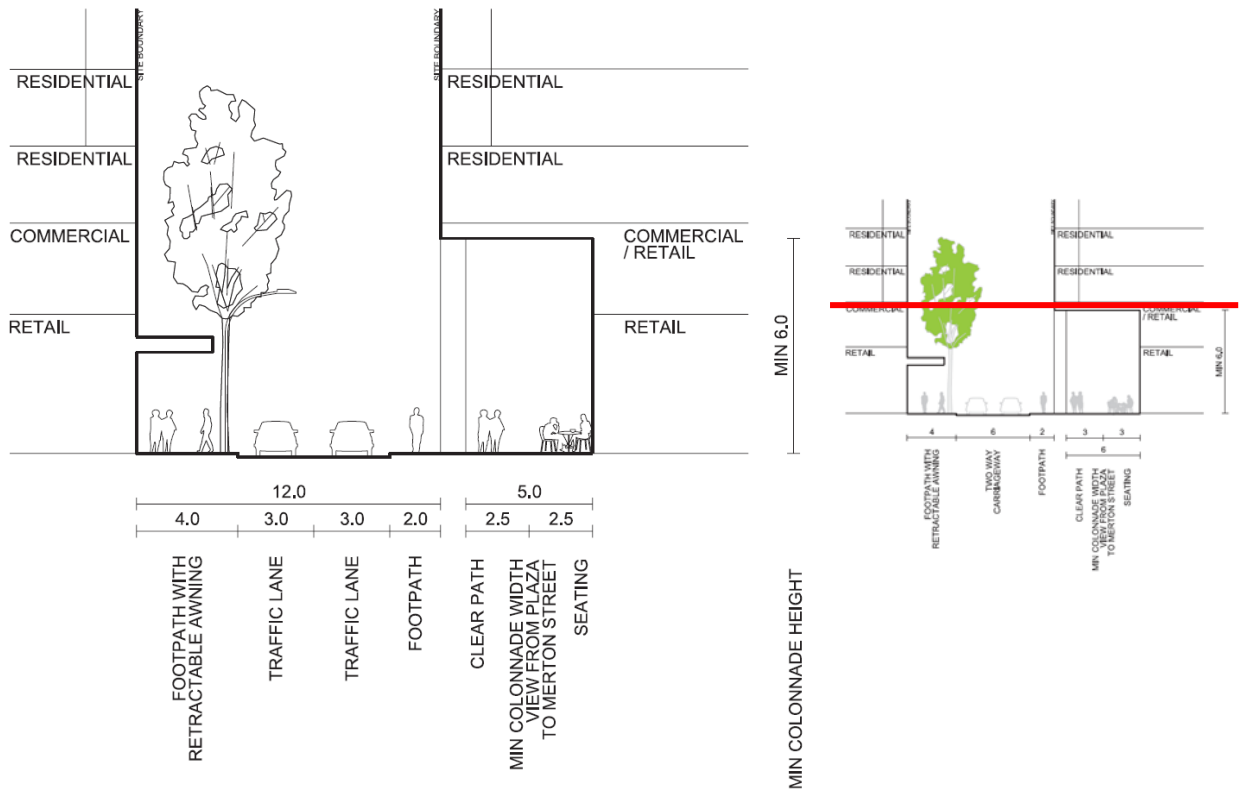 SITE BOUNDARY
SITE BOUNDARY
RESIDENTIAL
RESIDENTIAL
RESIDENTIAL
RESIDENTIAL
COMMERCIAL
COMMERCIAL
/ RETAIL
RETAIL
RETAIL
MIN 6.0
12.0
5.0
4.0
3.0
3.0
2.0
2.5
2.5
FOOTPATH WITH
RETRACTABLE AWNING
TRAFFIC LANE
TRAFFIC LANE
FOOTPATH
CLEAR PATH
MIN COLONNADE WIDTH
VIEW FROM PLAZA
TO MERTON STREET
SEATING
MIN COLONNADE HEIGHT
RESIDENTIAL
RESIDENTIAL
RESIDENTIAL
RESIDENTIAL
COMMERCIAL
COMMERCIAL
/ RETAIL
RETAIL
RETAIL
MIN 6.0
4
6
2
3
3
6
FOOTPATH WITH
RETRACTABLE AWNING
TWO WAY
CARRIAGEWAY
FOOTPATH
CLEAR PATH
MIN COLONNADE WIDTH
VIEW FROM PLAZA
TO MERTON STREET
SEATING